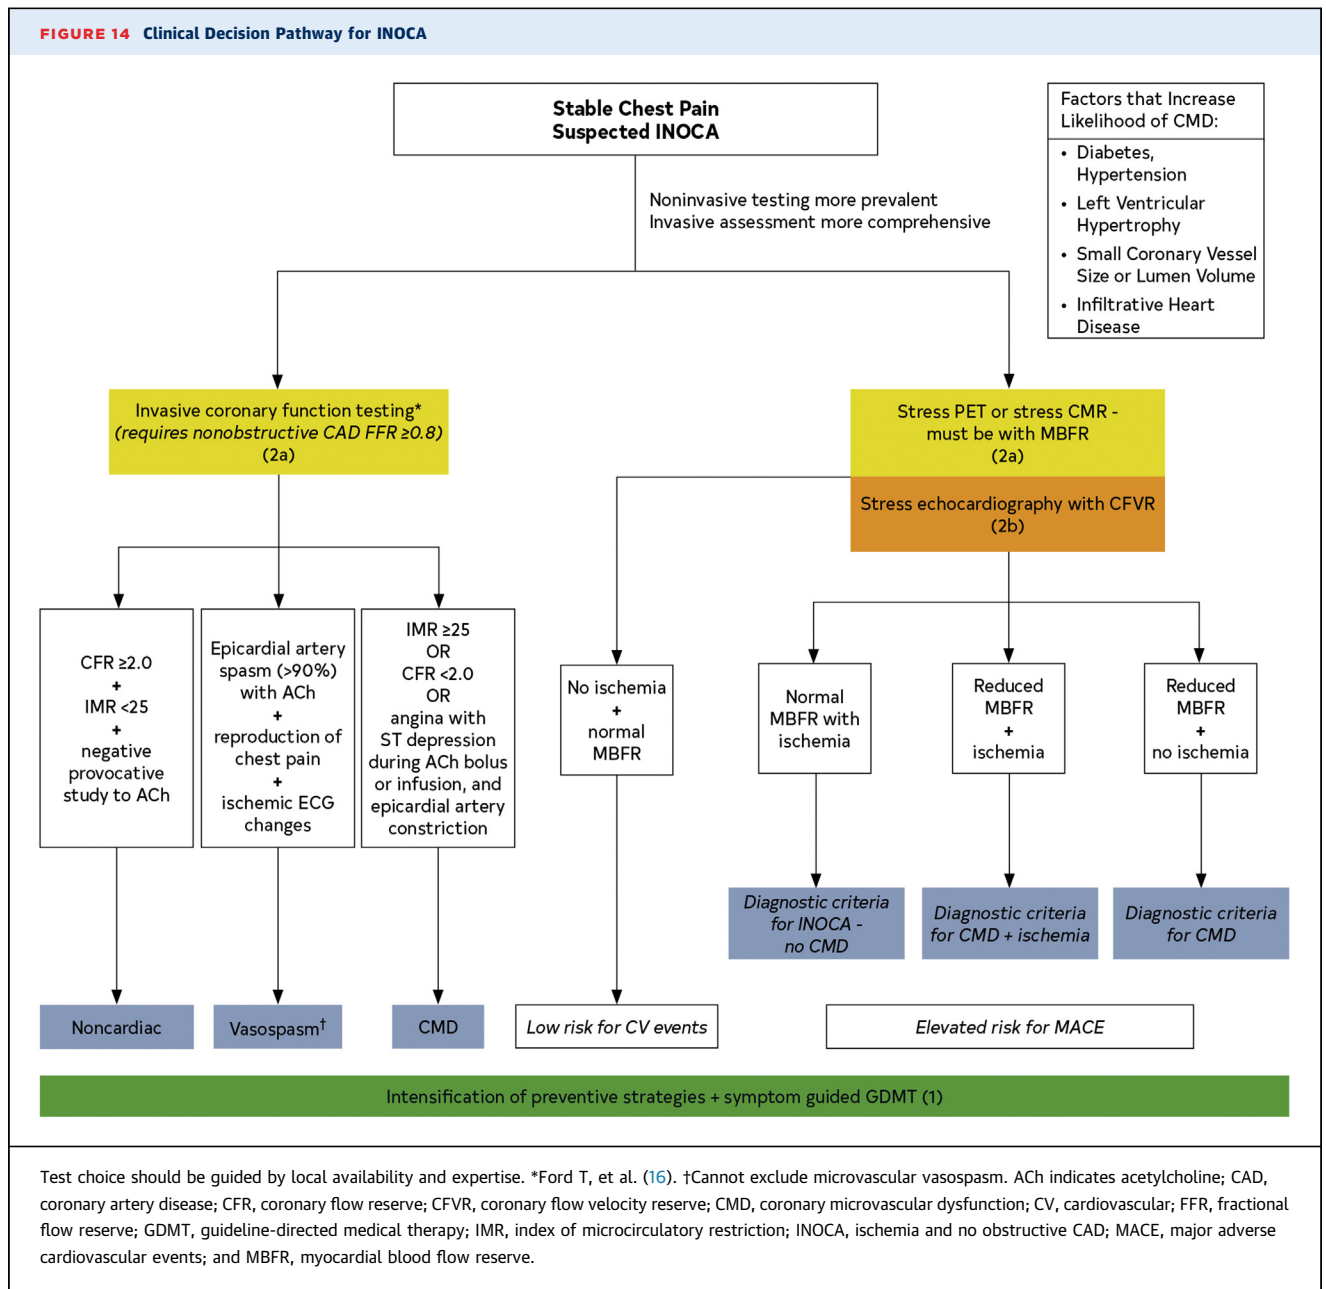 FIGURE 14 Clinical Decision Pathway for INOCA
Stable Chest Pain
Suspected INOCA
Factors that Increase
Likelihood of CMD:
• Diabetes,
Hypertension
• Left Ventricular
Hypertrophy
• Small Coronary Vessel
Size or Lumen Volume
• Infiltrative Heart
Disease
Noninvasive testing more prevalent
Invasive assessment more comprehensive
Invasive coronary function testing*
(requires nonobstructive CAD FFR ≥0.8)
(2a)
Stress PET or stress CMR -
must be with MBFR
(2a)
Stress echocardiography with CFVR
(2b)
CFR ≥2.0
+
IMR <25
+
negative
provocative
study to ACh
Epicardial artery
spasm (>90%)
with ACh
+
reproduction of
chest pain
+
ischemic ECG
changes
IMR ≥25
OR
CFR <2.0
OR
angina with
ST depression
during ACh bolus
or infusion, and
epicardial artery
constriction
No ischemia
+
normal
MBFR
Normal
MBFR with
ischemia
Reduced
MBFR
+
ischemia
Reduced
MBFR
+
no ischemia
Diagnostic criteria
for INOCA -
no CMD
Diagnostic criteria
for CMD + ischemia
Diagnostic criteria
for CMD
Noncardiac
Vasospasm†
CMD
Low risk for CV events
Elevated risk for MACE
Intensification of preventive strategies + symptom guided GDMT (1)
Test choice should be guided by local availability and expertise. *Ford T, et al. (16). †Cannot exclude microvascular vasospasm. ACh indicates acetylcholine; CAD,
coronary artery disease; CFR, coronary flow reserve; CFVR, coronary flow velocity reserve; CMD, coronary microvascular dysfunction; CV, cardiovascular; FFR, fractional
flow reserve; GDMT, guideline-directed medical therapy; IMR, index of microcirculatory restriction; INOCA, ischemia and no obstructive CAD; MACE, major adverse
cardiovascular events; and MBFR, myocardial blood flow reserve.